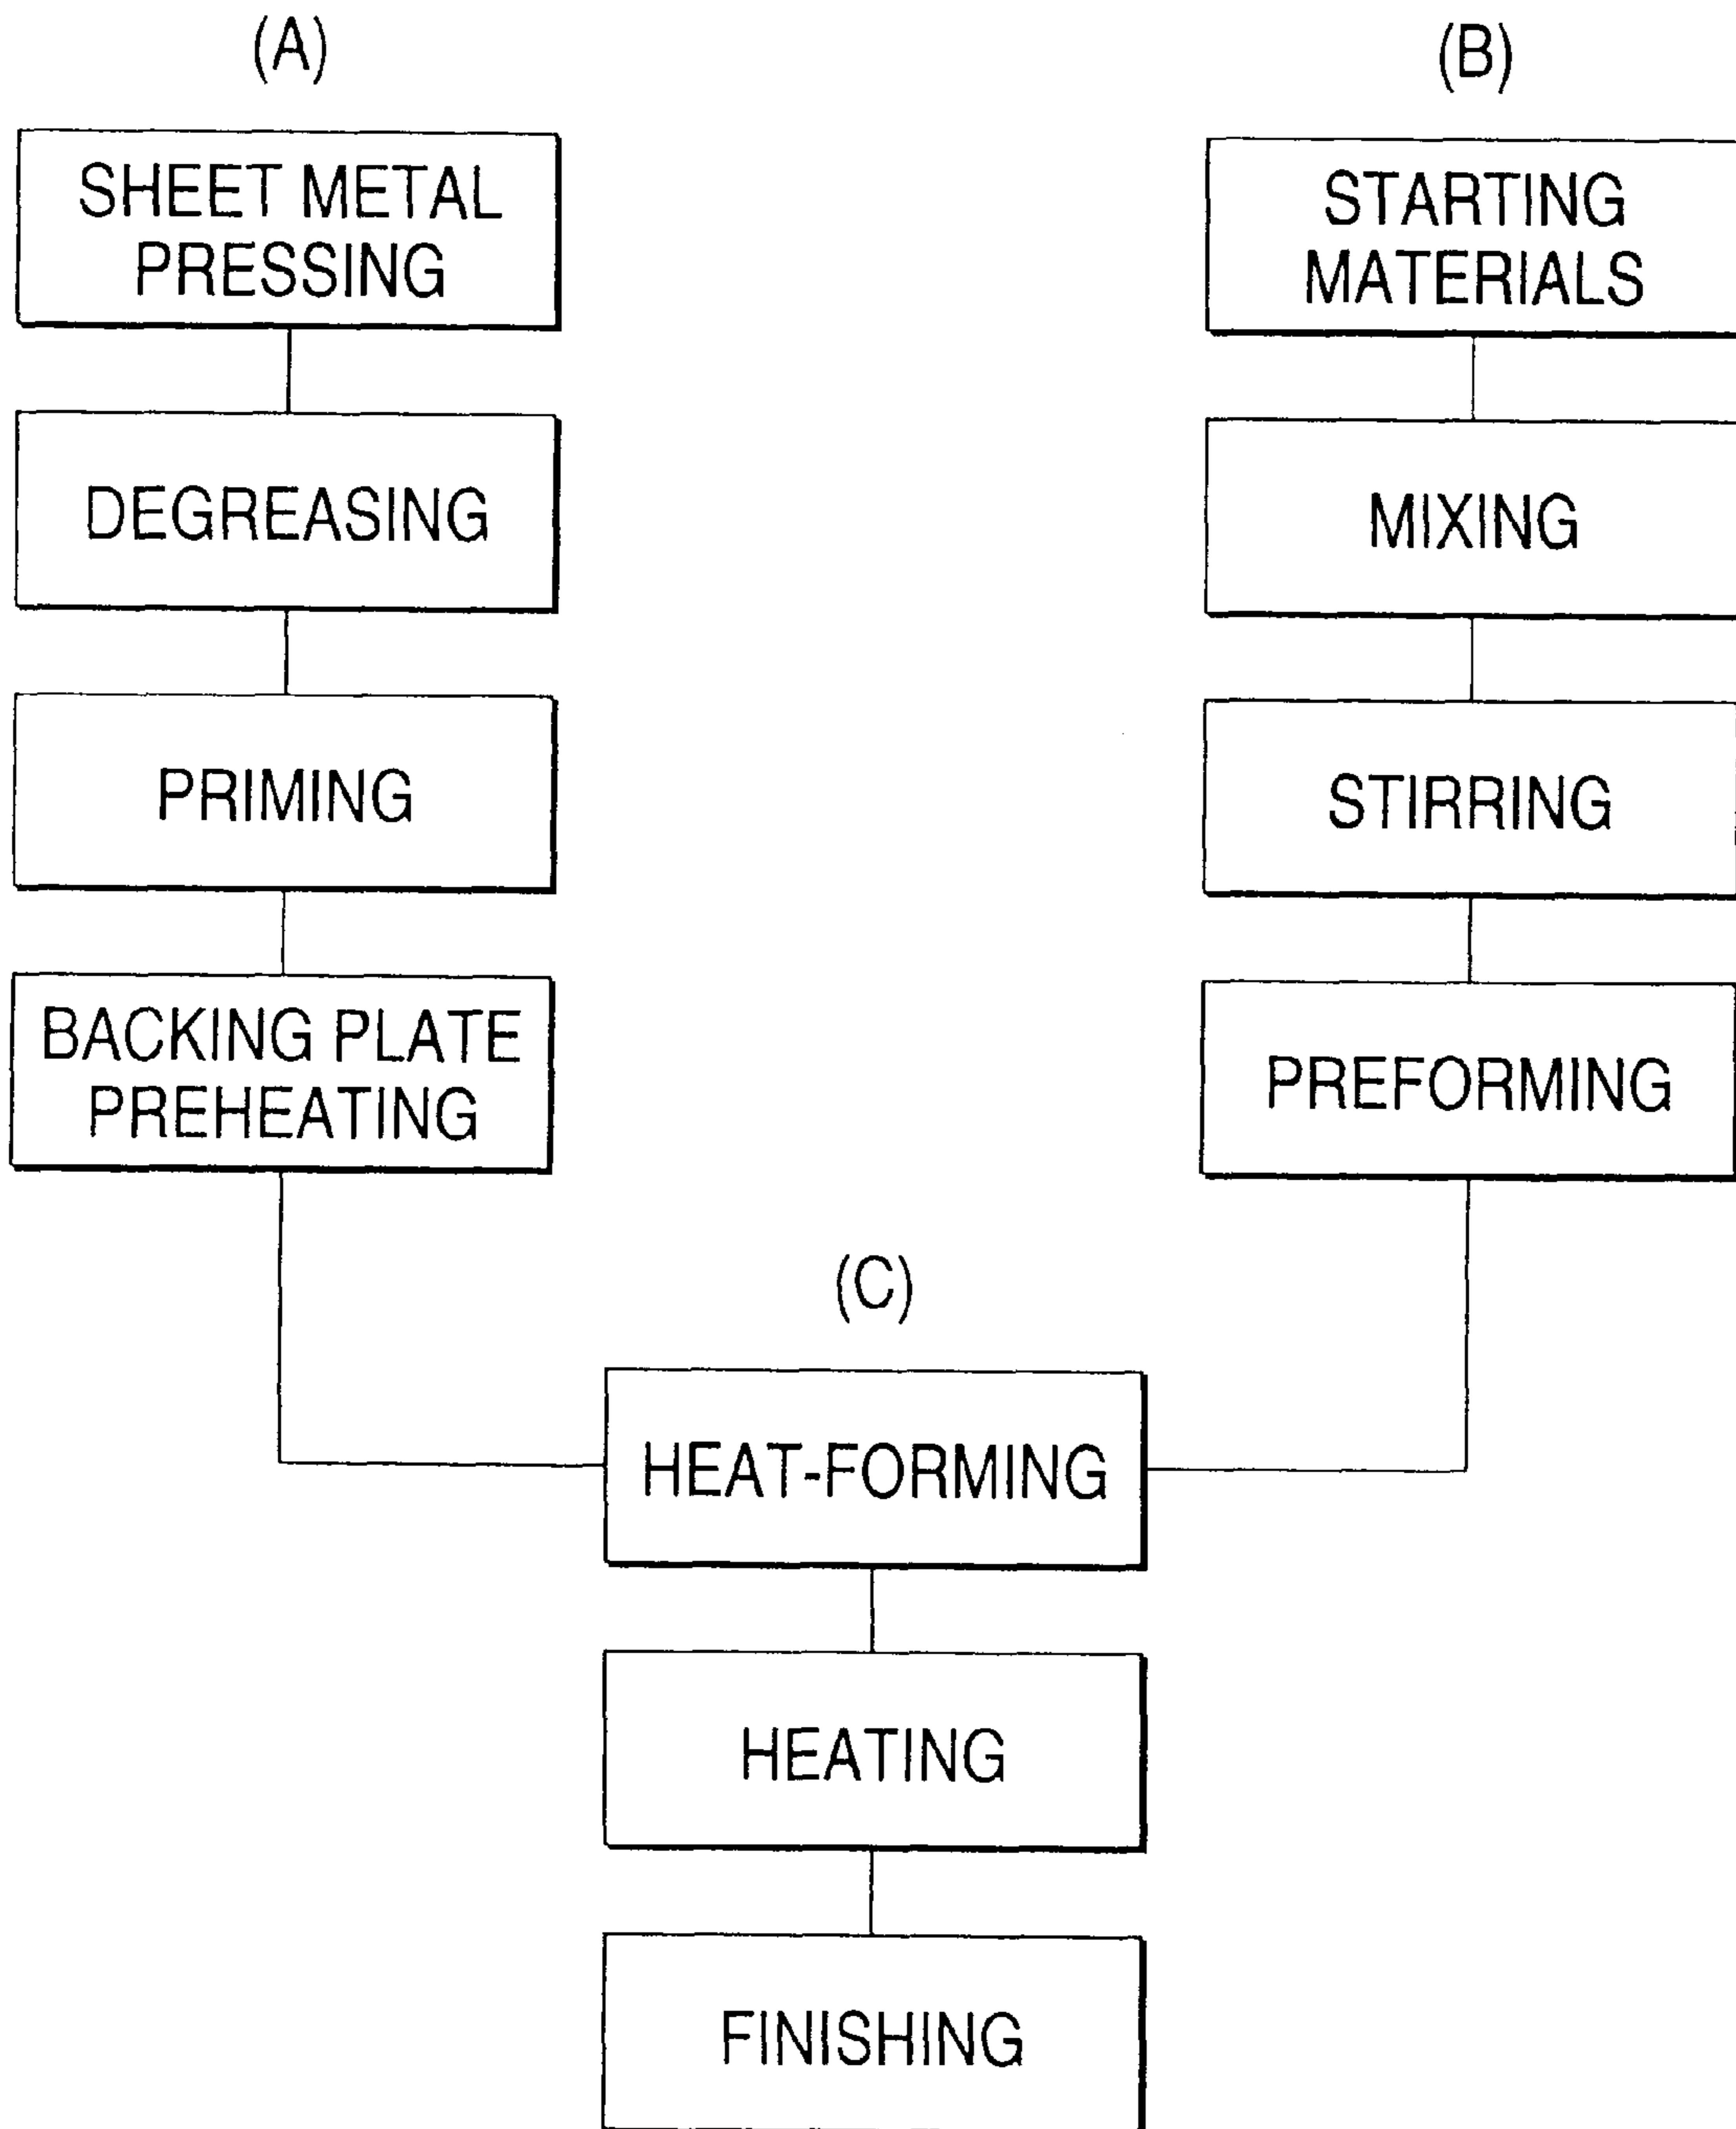 (A)
SHEET METAL
PRESSING
DEGREASING
PRIMING
BACKING PLATE
PREHEATING
(B)
STARTING
MATERIALS
MIXING
STIRRING
PREFORMING
(C)
HEAT-FORMING
HEATING
FINISHING